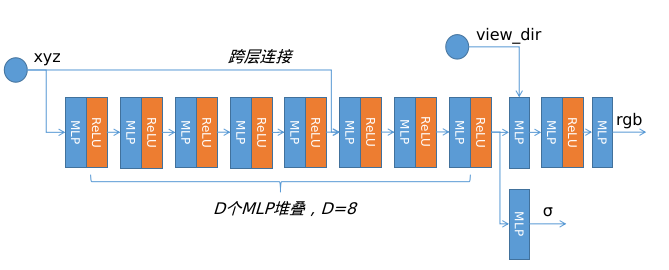 view_dir
xyz
跨层连接
MLP ReLU MLP ReLU MLP ReLU MLP ReLU MLP ReLU MLP ReLU MLP ReLU MLP ReLU MLP MLP ReLU MLP rgb
D个MLP堆叠，D=8
MLP σ